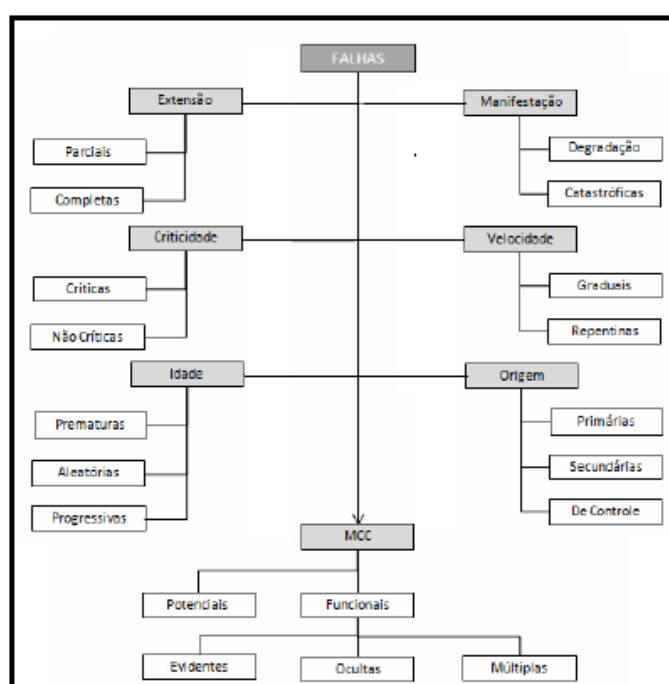 FALHAS
Extensão
Manifestação
Parciais
Degradação
Completas
Catastróficas
Criticidade
Velocidade
Críticas
Graduais
Não Críticas
Repentinas
Idade
Origem
Prematuras
Primárias
Aleatórias
Secundárias
Progressivas
De Controle
MCC
Potenciais
Funcionais
Evidentes
Ocultas
Múltiplas